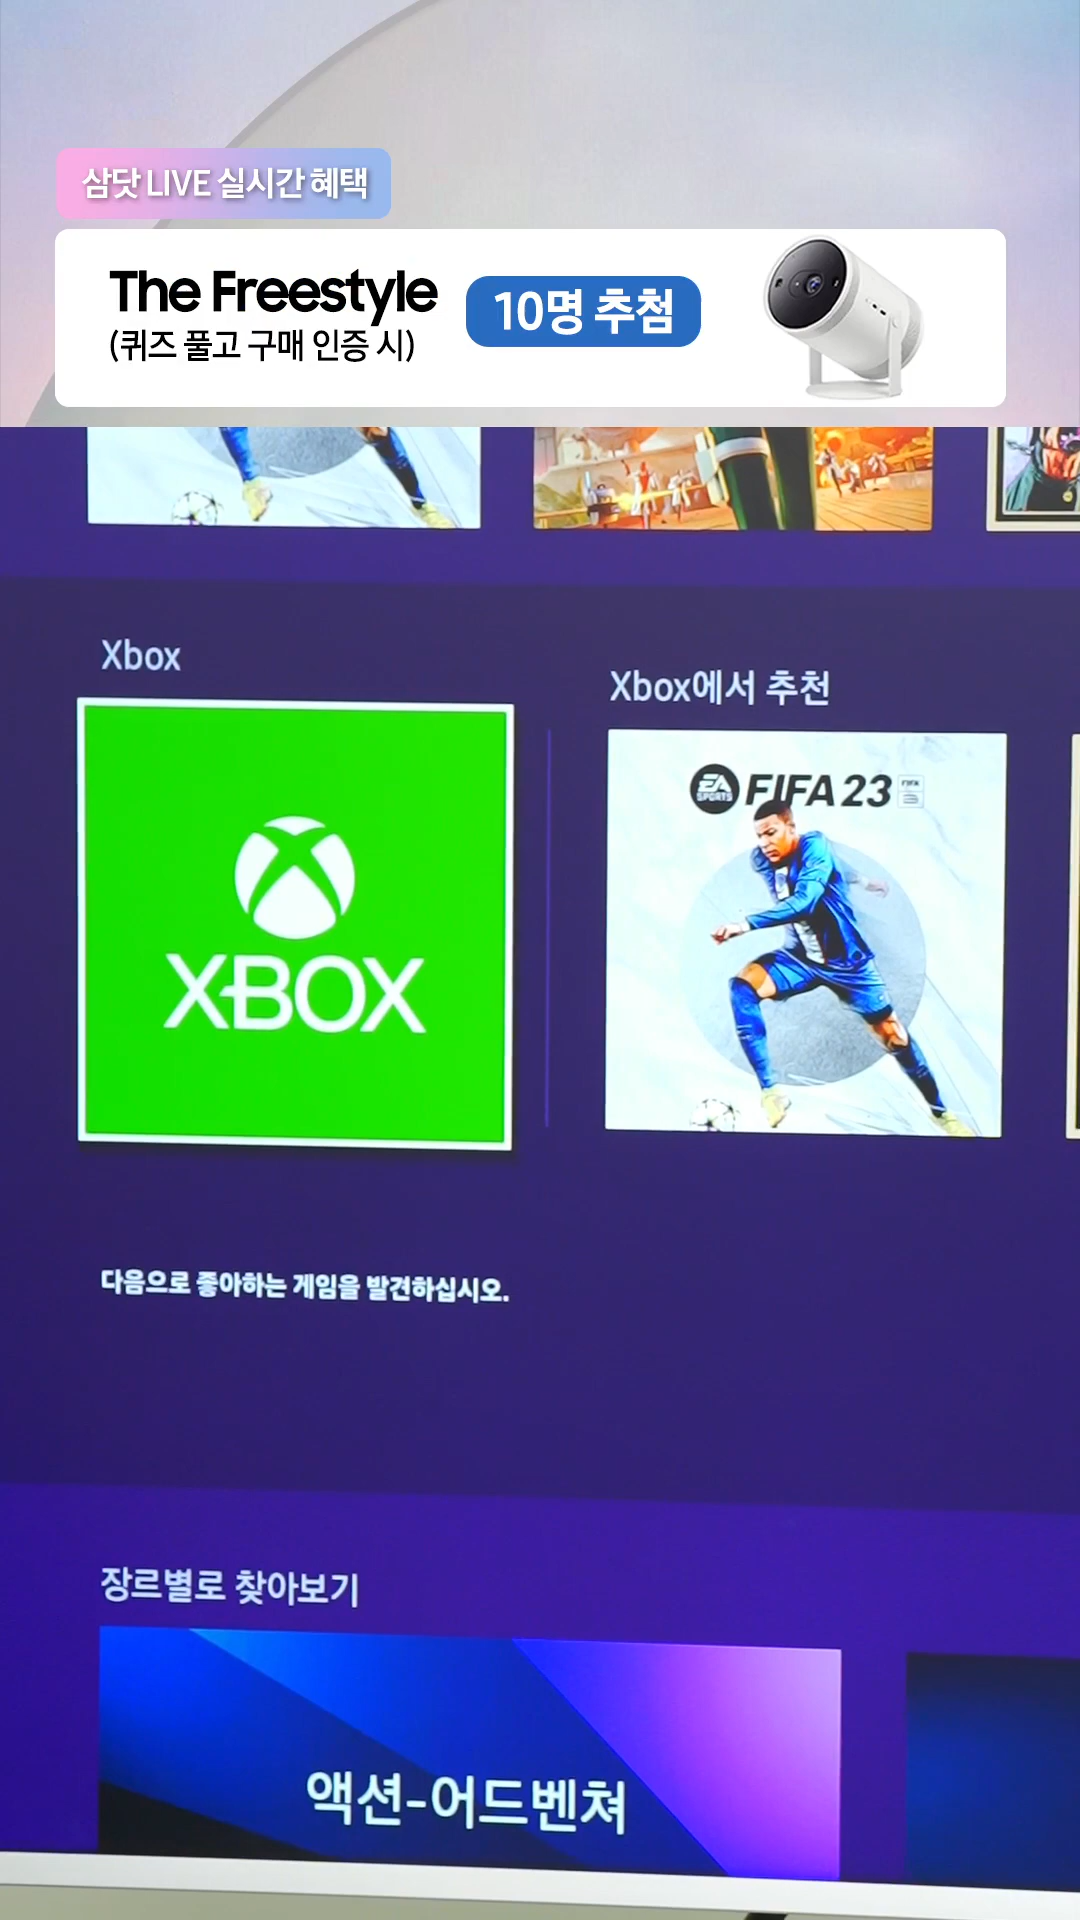 삼닷 LIVE 실시간 혜택
The Freestyle
(퀴즈 풀고 구매 인증 시)
10명 추첨
Xbox
XBOX
Xbox에서 추천
EA SPORTS FIFA 23
다음으로 좋아하는 게임을 발견하십시오.
장르별로 찾아보기
액션-어드벤쳐